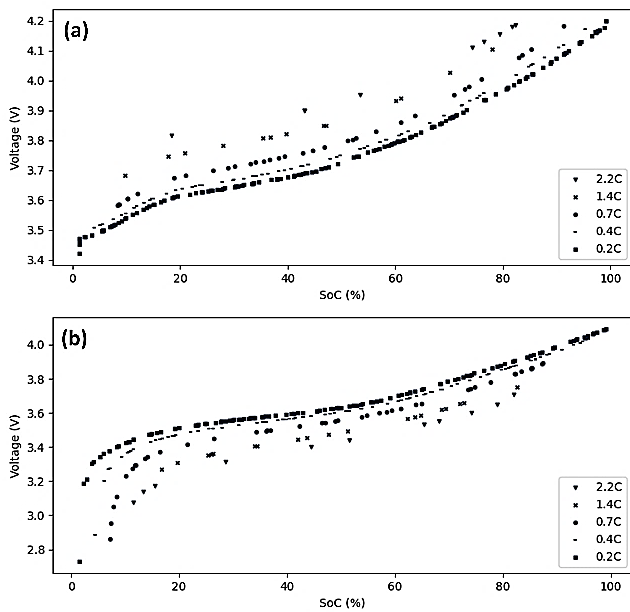 (a)
Voltage (V)
4.2
4.1
4.0
3.9
3.8
3.7
3.6
3.5
3.4
2.2C
1.4C
0.7C
0.4C
0.2C
0 20 40 60 80 100
SoC (%)
(b)
Voltage (V)
4.0
3.8
3.6
3.4
3.2
3.0
2.8
2.2C
1.4C
0.7C
0.4C
0.2C
0 20 40 60 80 100
SoC (%)